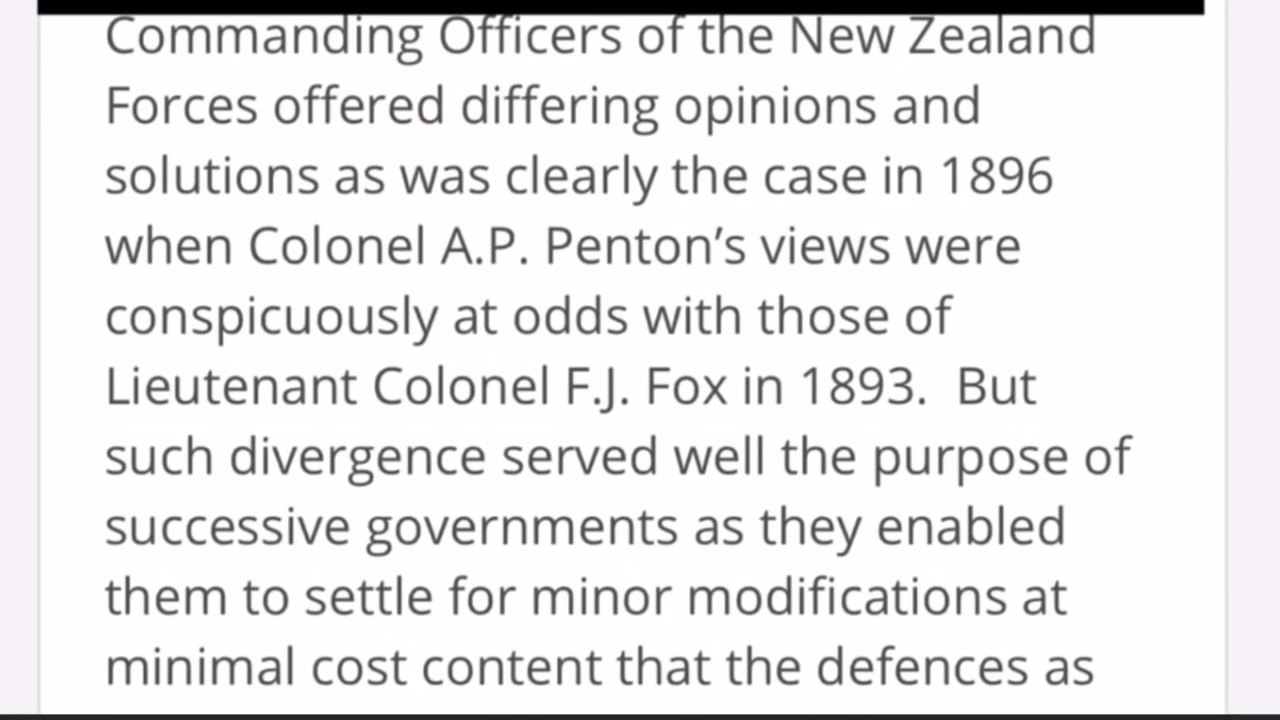 Commanding Officers of the New Zealand
Forces offered differing opinions and
solutions as was clearly the case in 1896
when Colonel A.P. Penton’s views were
conspicuously at odds with those of
Lieutenant Colonel F.J. Fox in 1893.  But
such divergence served well the purpose of
successive governments as they enabled
them to settle for minor modifications at
minimal cost content that the defences as